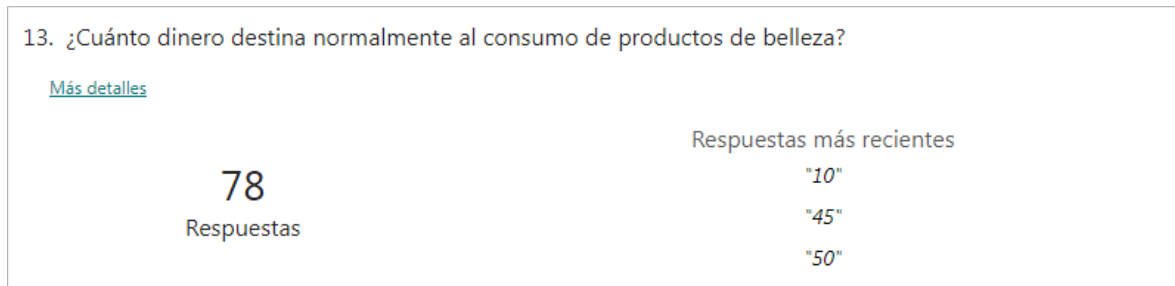 13. ¿Cuánto dinero destina normalmente al consumo de productos de belleza?
Más detalles
78
Respuestas
Respuestas más recientes
"10"
"45"
"50"